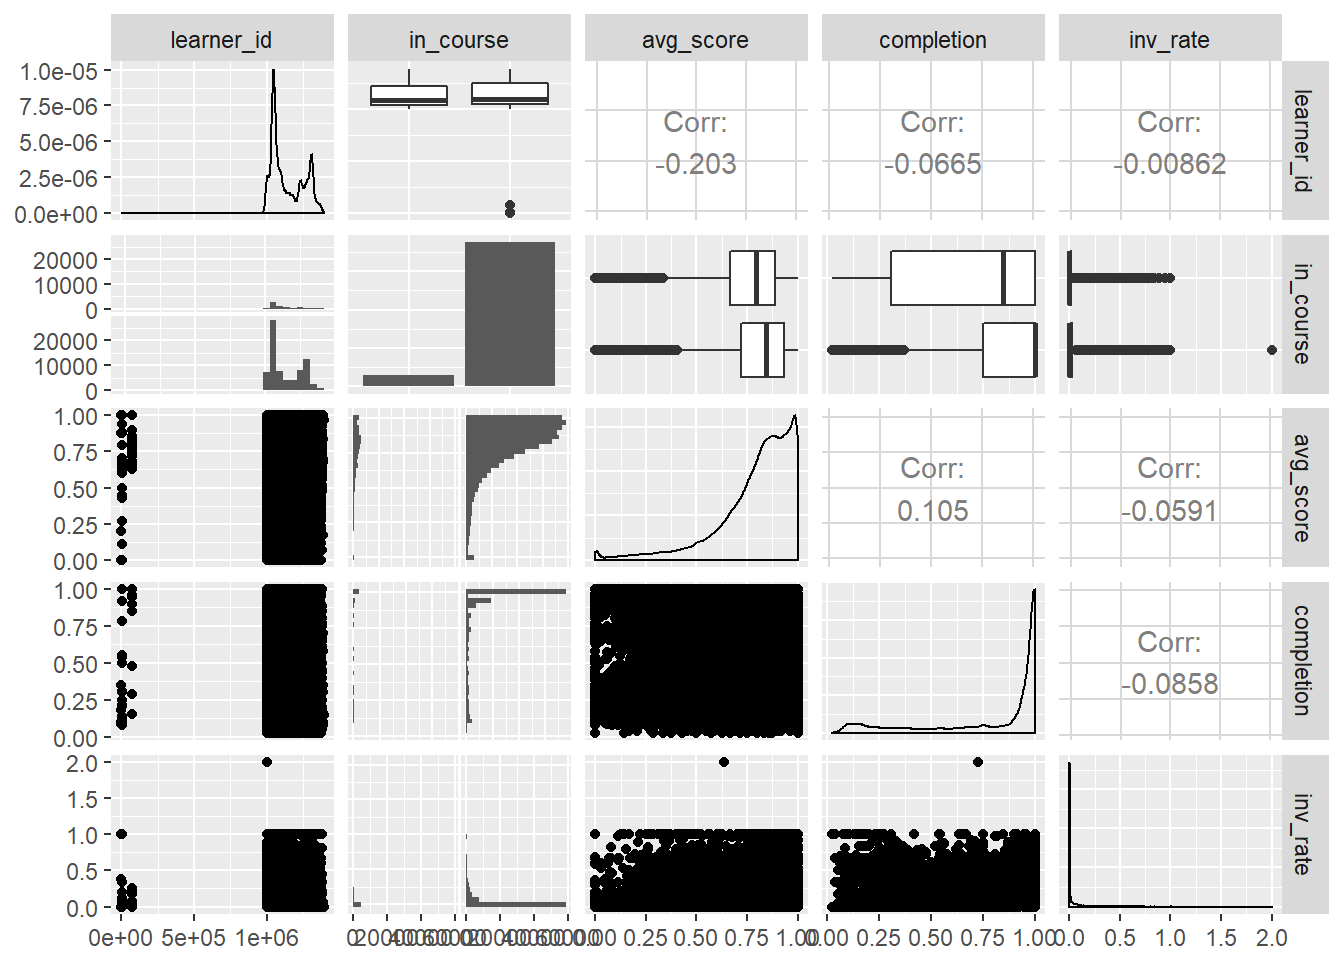 learner_id in_course avg_score completion inv_rate
1.0e-05
7.5e-06
5.0e-06
2.5e-06
0.0e+00
Corr:
-0.203
Corr:
-0.0665
Corr:
-0.00862
learner_id
20000
10000
0
20000
10000
0
in_course
1.00
0.75
0.50
0.25
0.00
Corr:
0.105
Corr:
-0.0591
avg_score
1.00
0.75
0.50
0.25
0.00
Corr:
-0.0858
completion
2.0
1.5
1.0
0.5
0.0
inv_rate
0e+00 5e+05 1e+06
0.00 0.25 0.50 0.75 1.00
0.00 0.25 0.50 0.75 1.00
0.0 0.5 1.0 1.5 2.0